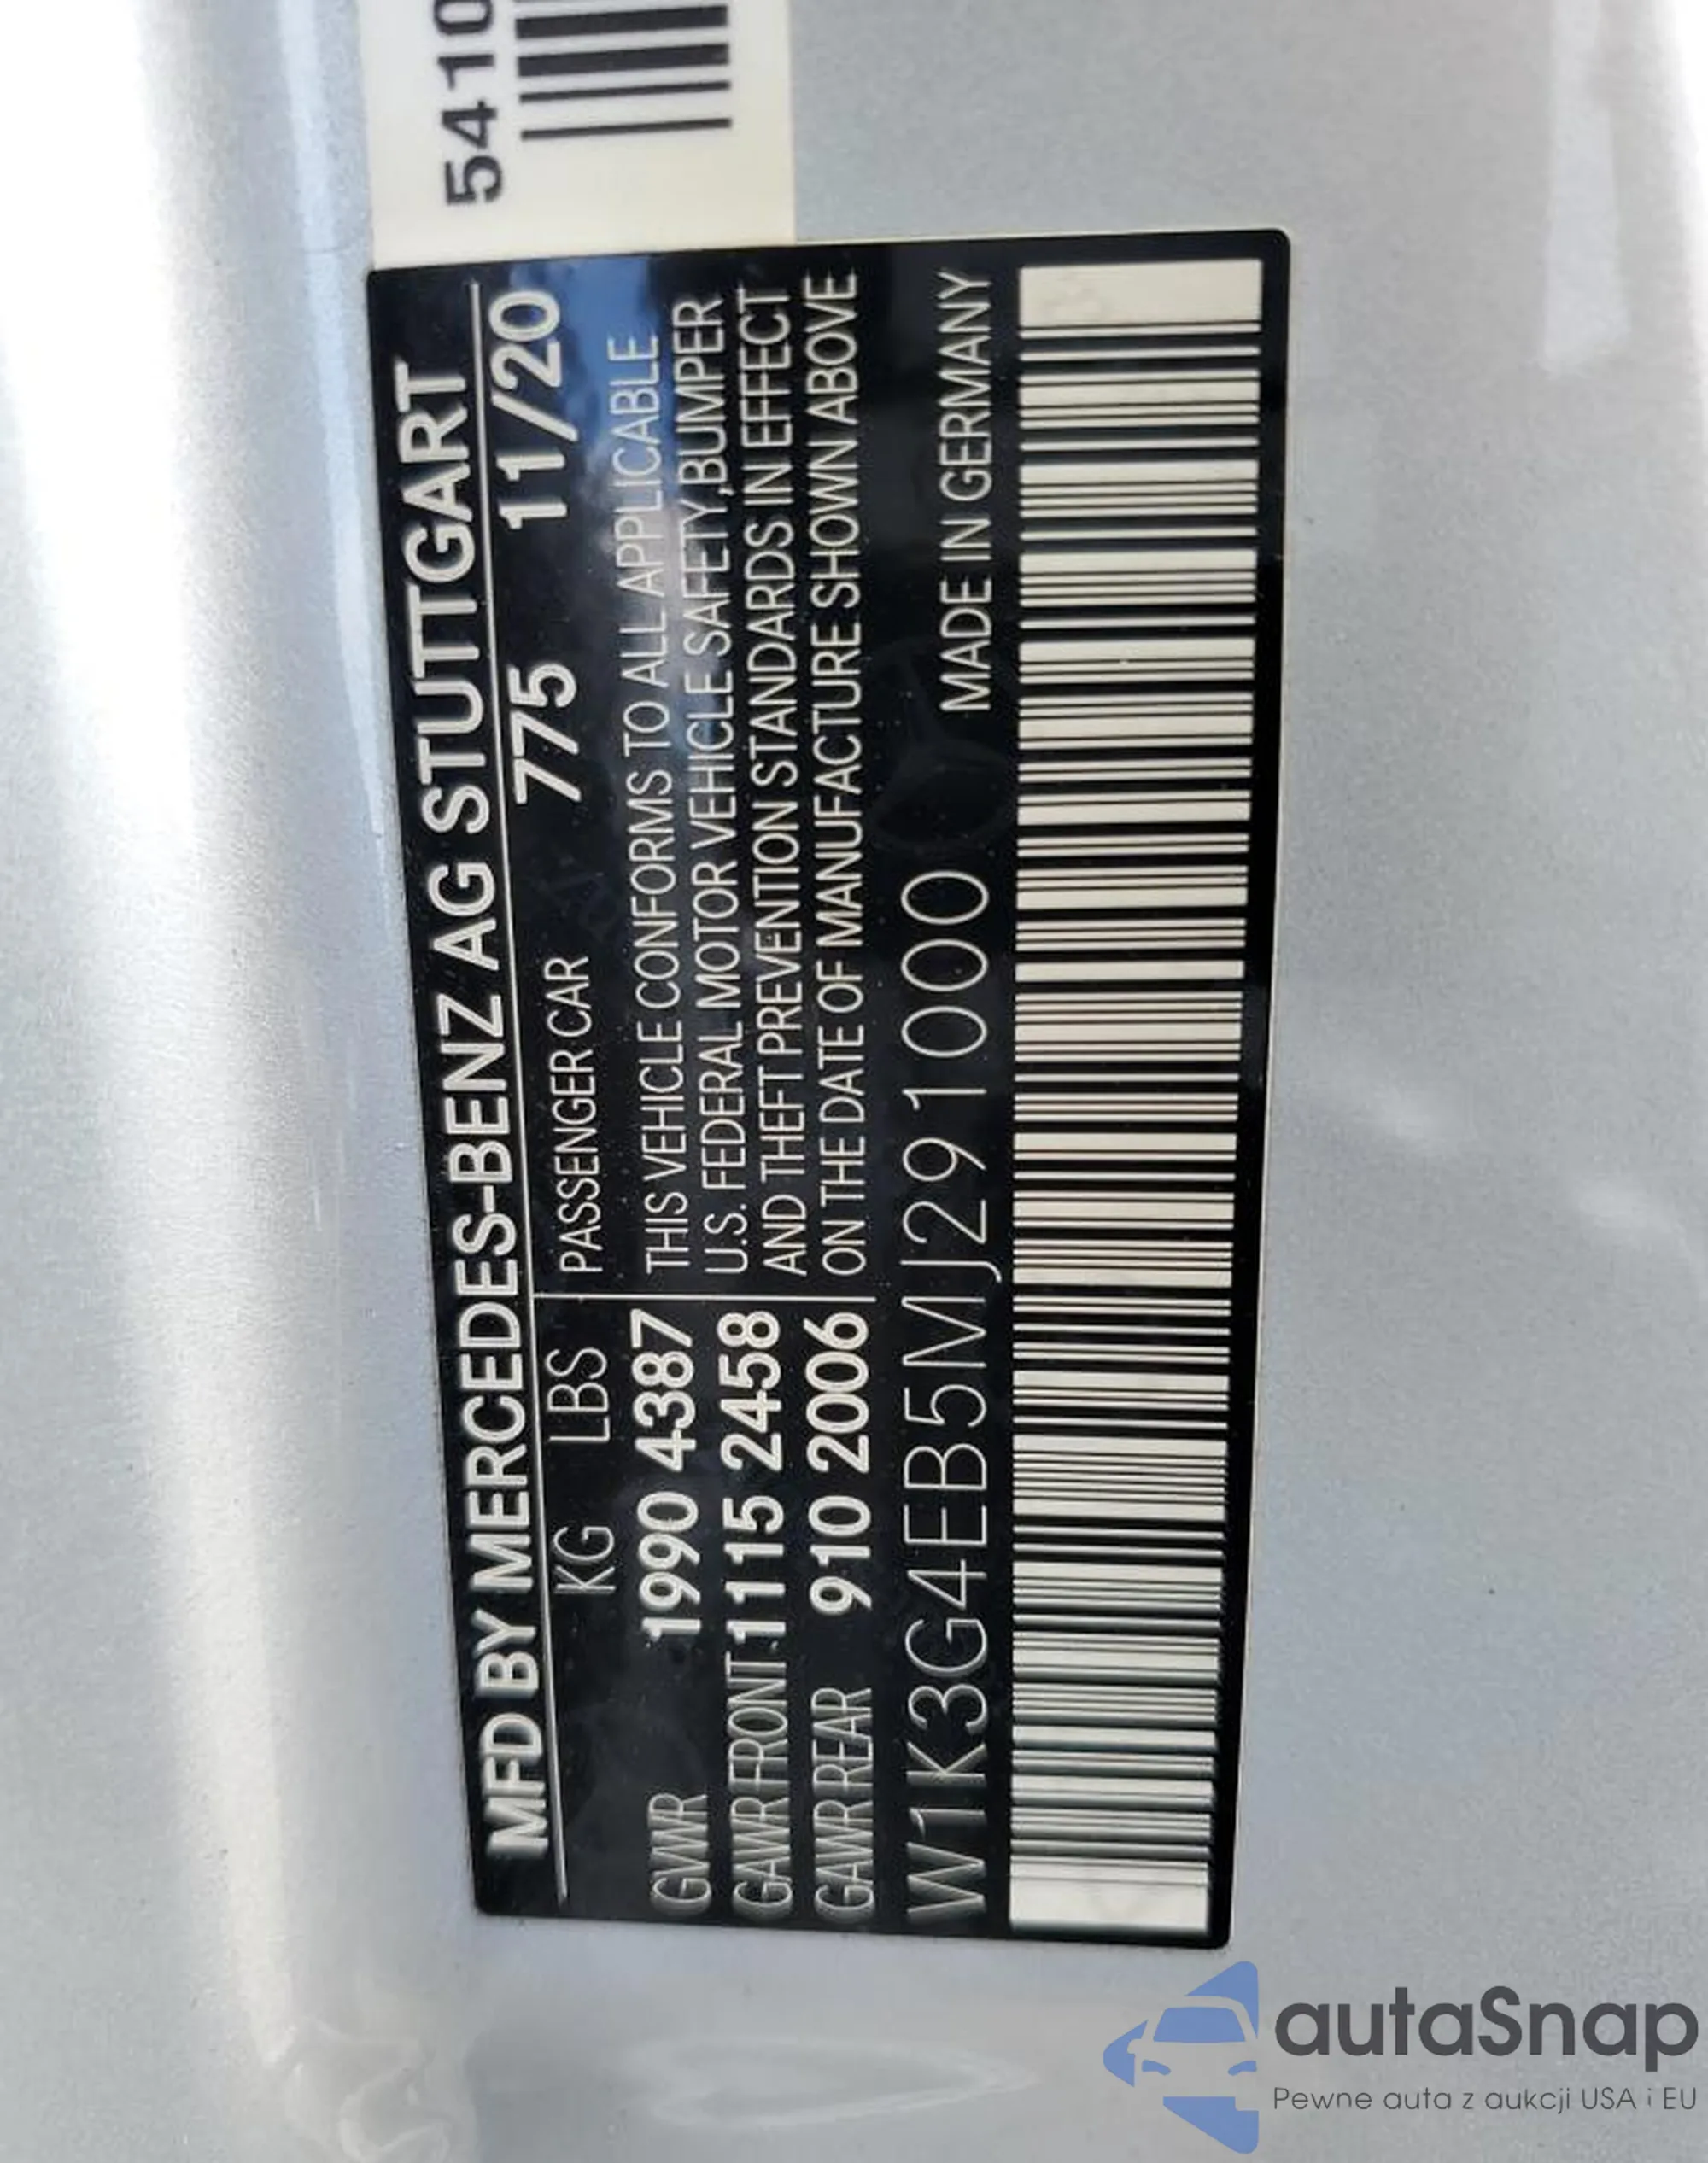 5410
MFD BY MERCEDES-BENZ AG STUTTGART
KG LBS PASSENGER CAR 775 11/20
GVWR 1990 4387 THIS VEHICLE CONFORMS TO ALL APPLICABLE
GAWR FRONT 1115 2458 U.S. FEDERAL MOTOR VEHICLE SAFETY,BUMPER
AND THEFT PREVENTION STANDARDS IN EFFECT
GAWR REAR 910 2006 ON THE DATE OF MANUFACTURE SHOWN ABOVE
W1K3G4EB5MJ291000 MADE IN GERMANY
autaSnap
Pewne auta z aukcji USA i EU